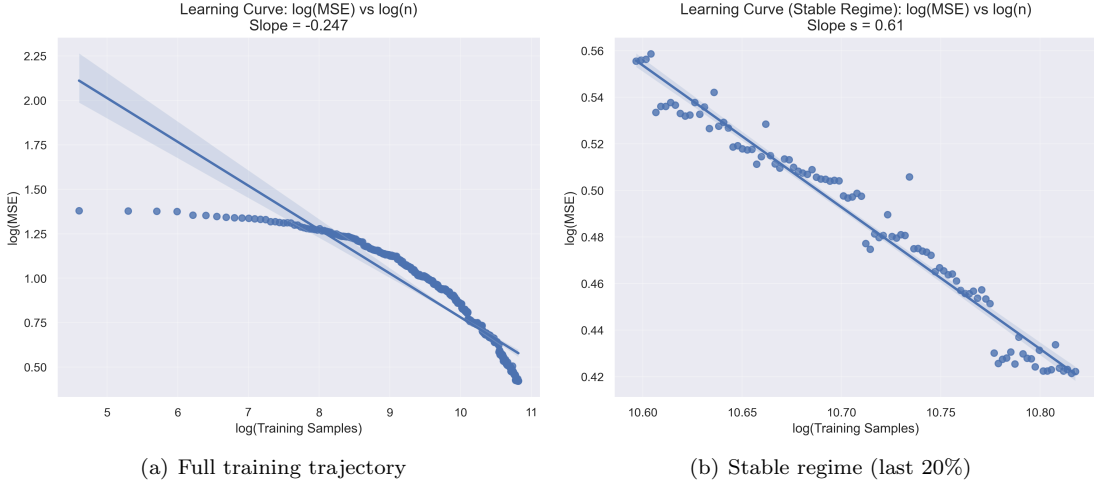 Learning Curve: log(MSE) vs log(n)
Slope = -0.247
log(MSE)
2.25
2.00
1.75
1.50
1.25
1.00
0.75
0.50
5 6 7 8 9 10 11
log(Training Samples)
(a) Full training trajectory
Learning Curve (Stable Regime): log(MSE) vs log(n)
Slope s = 0.61
log(MSE)
0.56
0.54
0.52
0.50
0.48
0.46
0.44
0.42
10.60 10.65 10.70 10.75 10.80
log(Training Samples)
(b) Stable regime (last 20%)